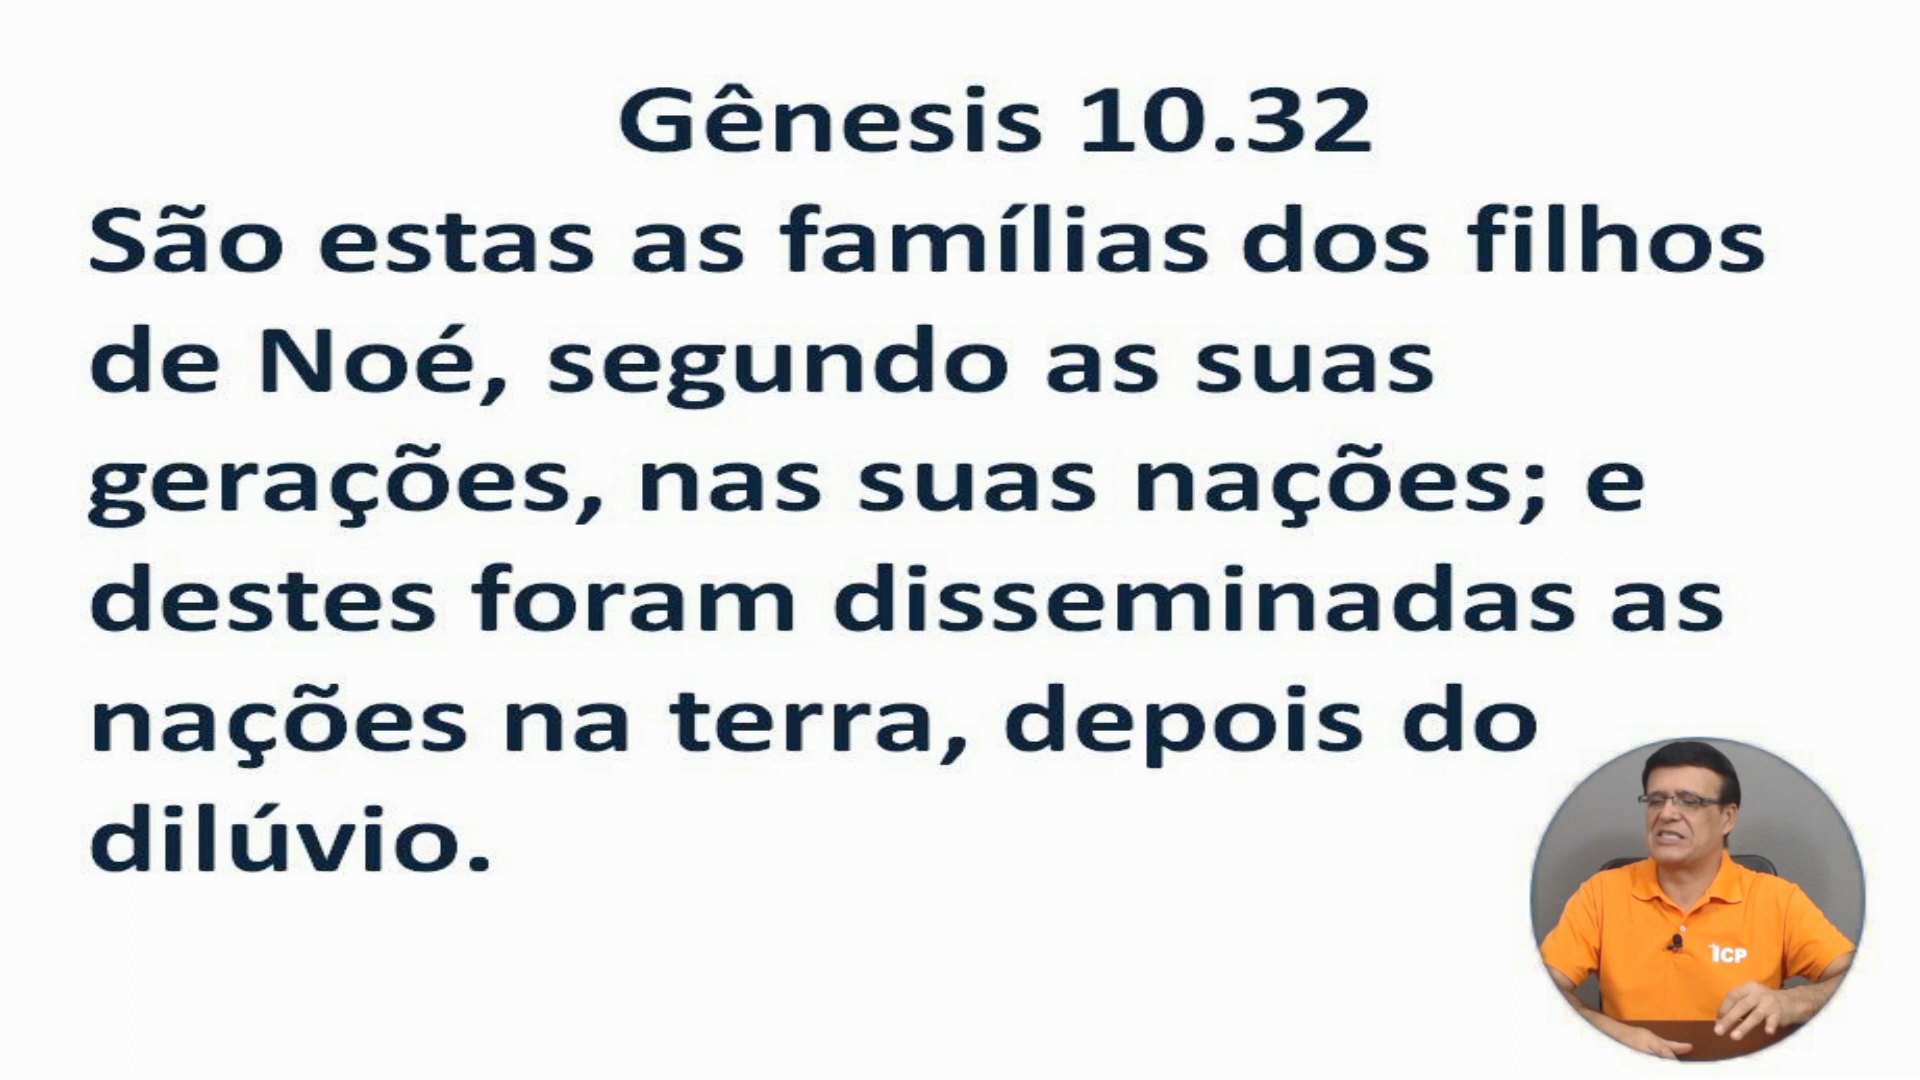 Gênesis 10.32
São estas as famílias dos filhos
de Noé, segundo as suas
gerações, nas suas nações; e
destes foram disseminadas as
nações na terra, depois do
dilúvio.
ICP